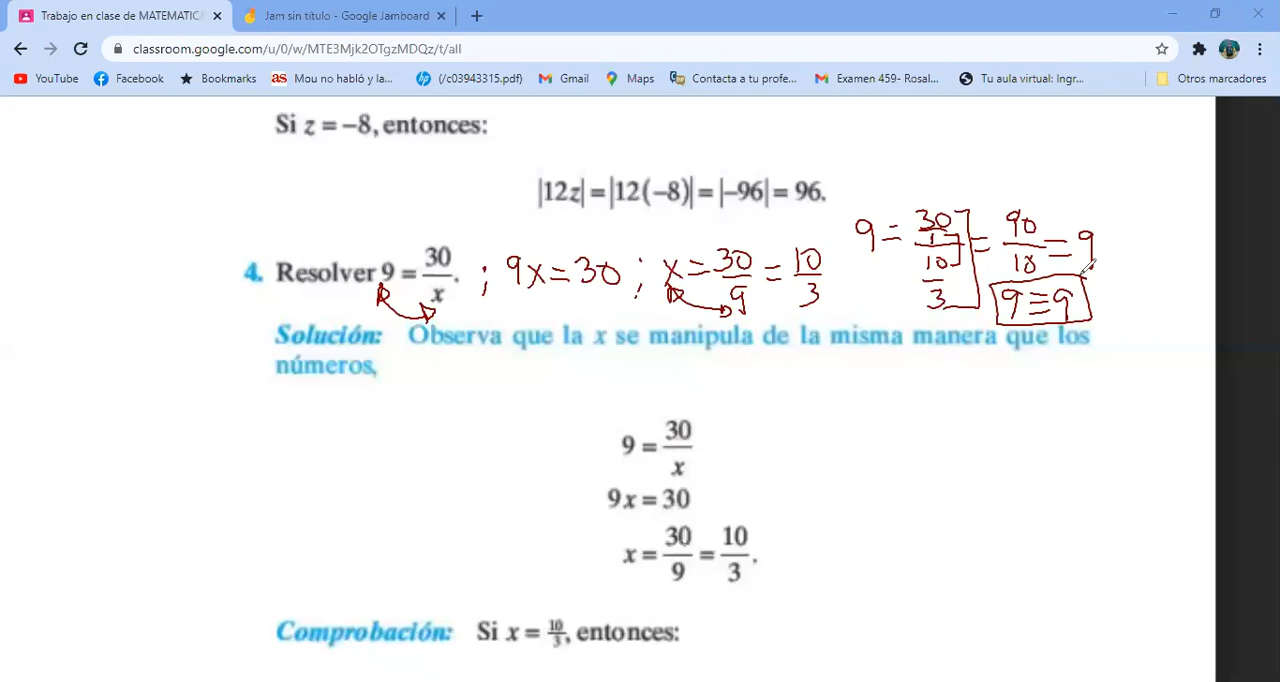 Trabajo en clase de MATEMATIC
Jam sin título - Google Jamboard
classroom.google.com/u/0/w/MTE3Mjk2OTgzMDQz/t/all
YouTube Facebook Bookmarks Mou no habló y la... (/c03943315.pdf) Gmail Maps Contacta a tu profe... Examen 459- Rosal... Tu aula virtual: Ingr... Otros marcadores
Si z = −8, entonces:
|12z| = |12(−8)| = |−96| = 96.
4. Resolver 9 = 30/x. ; 9x = 30 ; x = 30/9 = 10/3
9 = 30/1 / 10/3 = 90/10 = 9
9 = 9
Solución: Observa que la x se manipula de la misma manera que los
números,
9 = 30/x
9x = 30
x = 30/9 = 10/3.
Comprobación: Si x = 10/3, entonces: